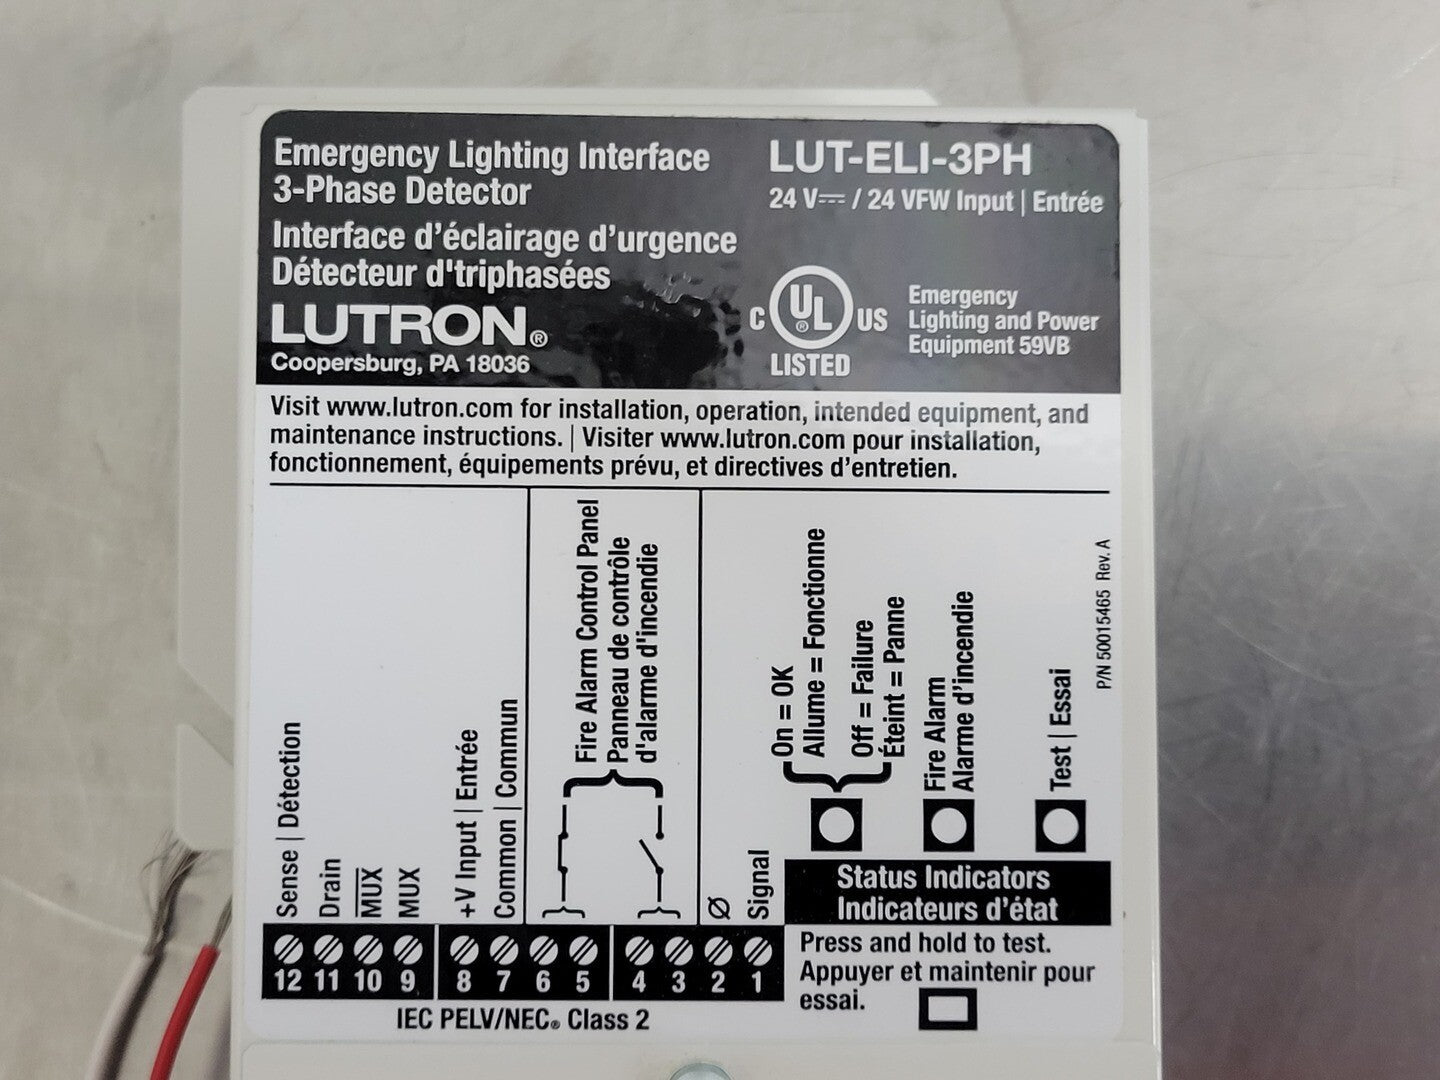 Emergency Lighting Interface
3-Phase Detector
Interface d'éclairage d'urgence
Détecteur d'triphasées
LUTRON®
Coopersburg, PA 18036
LUT-ELI-3PH
24 V⎓ / 24 VFW Input | Entrée
C UL® US
LISTED
Emergency
Lighting and Power
Equipment 59VB
Visit www.lutron.com for installation, operation, intended equipment, and
maintenance instructions. | Visiter www.lutron.com pour installation,
fonctionnement, équipements prévu, et directives d'entretien.
Sense | Détection
Drain
M̅U̅X̅
MUX
+V Input | Entrée
Common | Commun
Fire Alarm Control Panel
Panneau de contrôle
d'alarme d'incendie
Ø
Signal
On = OK
Allume = Fonctionne
Off = Failure
Éteint = Panne
Fire Alarm
Alarme d'incendie
Test | Essai
P/N 50015465 Rev. A
Status Indicators
Indicateurs d'état
12 11 10 9 8 7 6 5 4 3 2 1
IEC PELV/NEC® Class 2
Press and hold to test.
Appuyer et maintenir pour
essai.